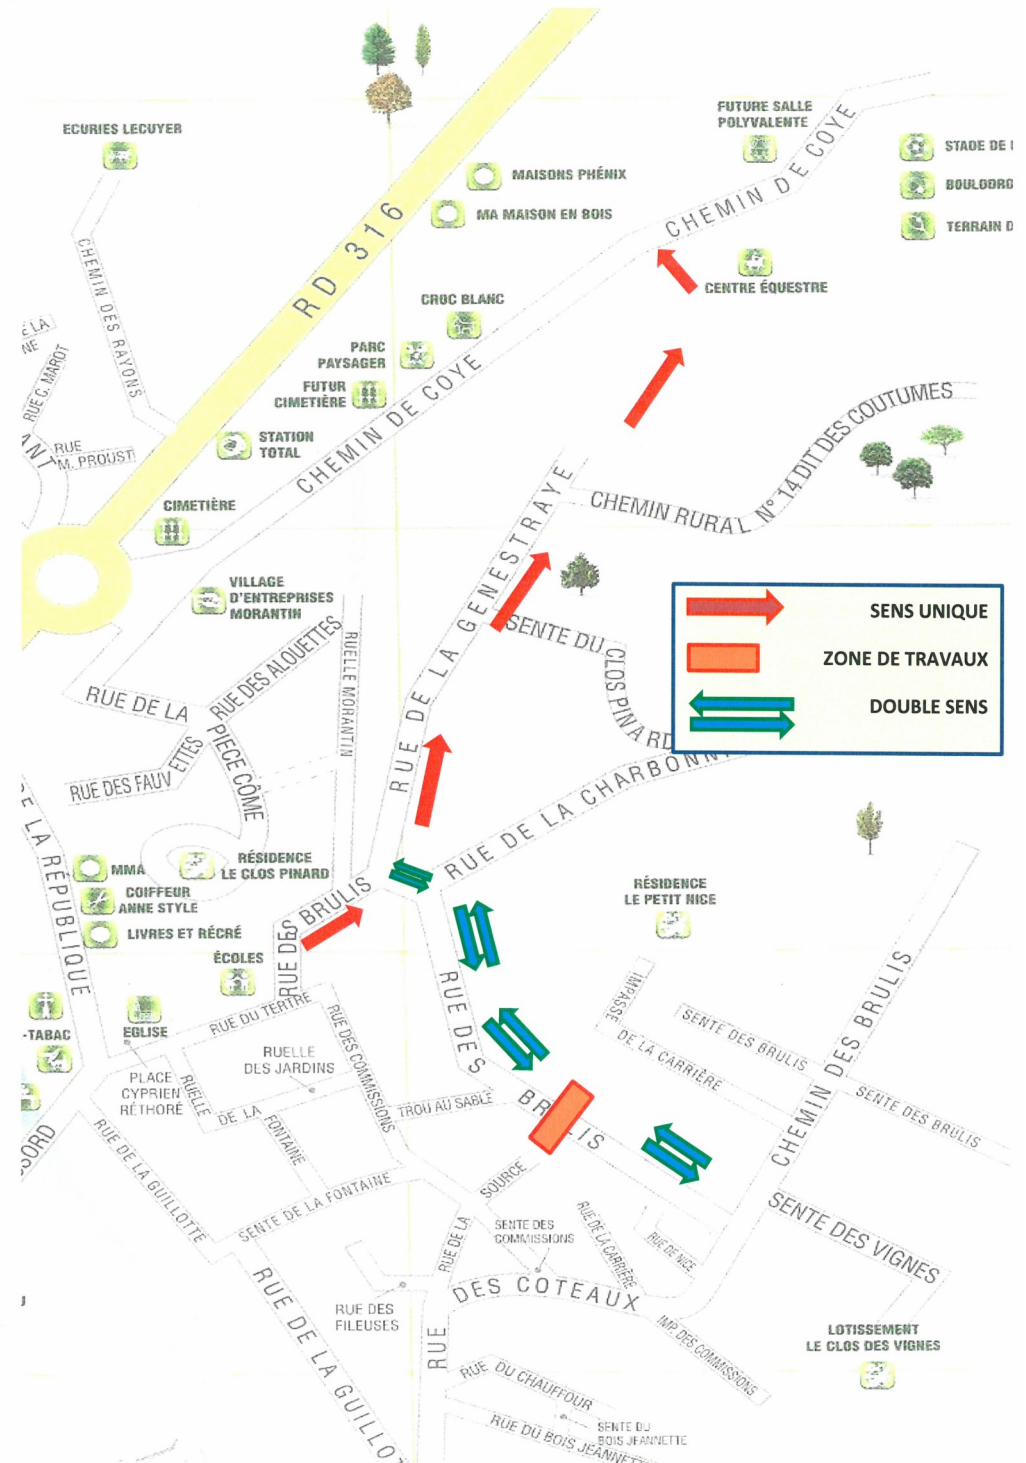 ECURIES LECUYER
FUTURE SALLE
POLYVALENTE
STADE DE
MAISONS PHÉNIX
MA MAISON EN BOIS
TERRAIN D
CHEMIN DE COYE
RD 316
CENTRE ÉQUESTRE
CHEMIN DES RAYONS
CROC BLANC
PARC
PAYSAGER
FUTUR
CIMETIÈRE
RUE C. MAROT
RUE
M. PROUST
STATION
TOTAL
CHEMIN DE COYE
CIMETIÈRE
CHEMIN RURAL N° 14 DIT DES COUTUMES
VILLAGE
D'ENTREPRISES
MORANTIN
RUE DE LA GENESTRAYE
SENTE DU
CLOS PINARD
SENS UNIQUE
ZONE DE TRAVAUX
DOUBLE SENS
RUE DE LA
PIECE CÔME
RUE DES ALOUETTES
RUELLE MORANTIN
RUE DES FAUVETTES
RUE DE LA CHARBONN
DE LA RÉPUBLIQUE
MMA
RÉSIDENCE
LE CLOS PINARD
COIFFEUR
ANNE STYLE
LIVRES ET RÉCRÉ
ÉCOLES
RUE DES BRULIS
RÉSIDENCE
LE PETIT NICE
RUE DES
BR LIS
-TABAC
EGLISE
RUE DU TERTRE
RUE DES COMMISSIONS
RUELLE
DES JARDINS
PLACE
CYPRIEN
RÉTHORÉ
RUELLE
DE LA
FONTAINE
TROU AU SABLE
IMPASSE
DE LA CARRIÈRE
SENTE DES BRULIS
SENTE DES BRULIS
CHEMIN DES BRULIS
RUE DE LA GUILLOTTE
SENTE DE LA FONTAINE
RUE DE LA
SOURCE
SENTE DES
COMMISSIONS
RUE DE LA CARRIÈRE
RUE DE NICE
SENTE DES VIGNES
RUE DES
FILEUSES
RUE
DES COTEAUX
IMP. DES COMMISSIONS
LOTISSEMENT
LE CLOS DES VIGNES
RUE DE LA GUILLO
RUE DU CHAUFFOUR
SENTE DU
BOIS JEANNETTE
RUE DU BOIS JEANNET